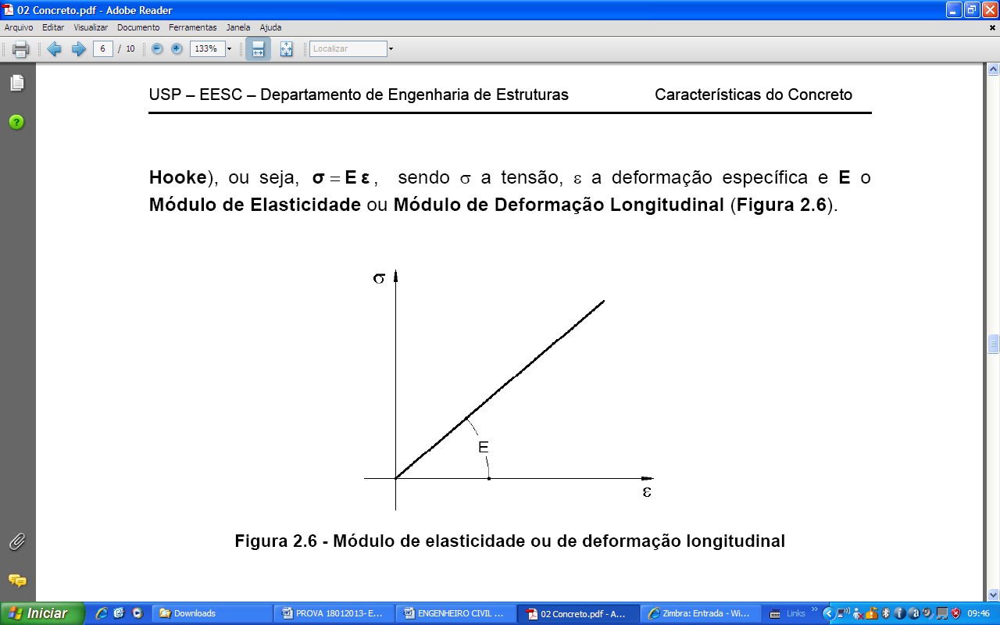 02 Concreto.pdf - Adobe Reader
Arquivo Editar Visualizar Documento Ferramentas Janela Ajuda
6 / 10 133% Localizar
USP – EESC – Departamento de Engenharia de Estruturas Características do Concreto
Hooke), ou seja, σ = E ε , sendo σ a tensão, ε a deformação específica e E o
Módulo de Elasticidade ou Módulo de Deformação Longitudinal (Figura 2.6).
σ
E
ε
Figura 2.6 - Módulo de elasticidade ou de deformação longitudinal
Iniciar Downloads PROVA 18012013- E... ENGENHEIRO CIVIL ... 02 Concreto.pdf - A... Zimbra: Entrada - Wi... Links 09:46